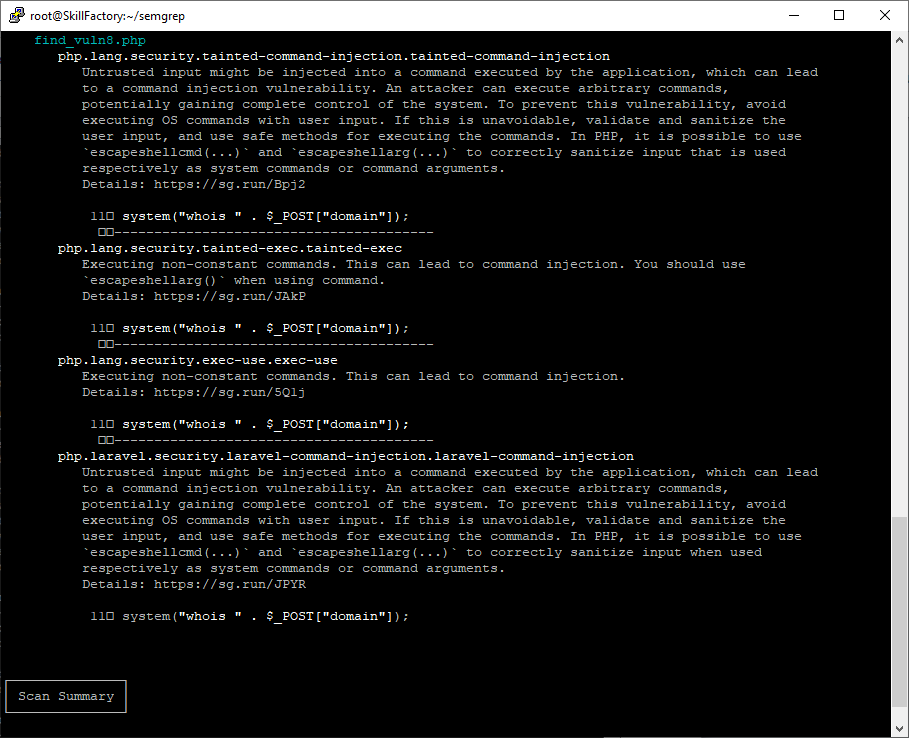 root@SkillFactory:~/semgrep
find_vuln8.php
php.lang.security.tainted-command-injection.tainted-command-injection
Untrusted input might be injected into a command executed by the application, which can lead
to a command injection vulnerability. An attacker can execute arbitrary commands,
potentially gaining complete control of the system. To prevent this vulnerability, avoid
executing OS commands with user input. If this is unavoidable, validate and sanitize the
user input, and use safe methods for executing the commands. In PHP, it is possible to use
`escapeshellcmd(...)` and `escapeshellarg(...)` to correctly sanitize input that is used
respectively as system commands or command arguments.
Details: https://sg.run/Bpj2
11▯ system("whois " . $_POST["domain"]);
▯▯----------------------------------------
php.lang.security.tainted-exec.tainted-exec
Executing non-constant commands. This can lead to command injection. You should use
`escapeshellarg()` when using command.
Details: https://sg.run/JAkP
11▯ system("whois " . $_POST["domain"]);
▯▯----------------------------------------
php.lang.security.exec-use.exec-use
Executing non-constant commands. This can lead to command injection.
Details: https://sg.run/5Q1j
11▯ system("whois " . $_POST["domain"]);
▯▯----------------------------------------
php.laravel.security.laravel-command-injection.laravel-command-injection
Untrusted input might be injected into a command executed by the application, which can lead
to a command injection vulnerability. An attacker can execute arbitrary commands,
potentially gaining complete control of the system. To prevent this vulnerability, avoid
executing OS commands with user input. If this is unavoidable, validate and sanitize the
user input, and use safe methods for executing the commands. In PHP, it is possible to use
`escapeshellcmd(...)` and `escapeshellarg(...)` to correctly sanitize input when used
respectively as system commands or command arguments.
Details: https://sg.run/JPYR
11▯ system("whois " . $_POST["domain"]);
Scan Summary